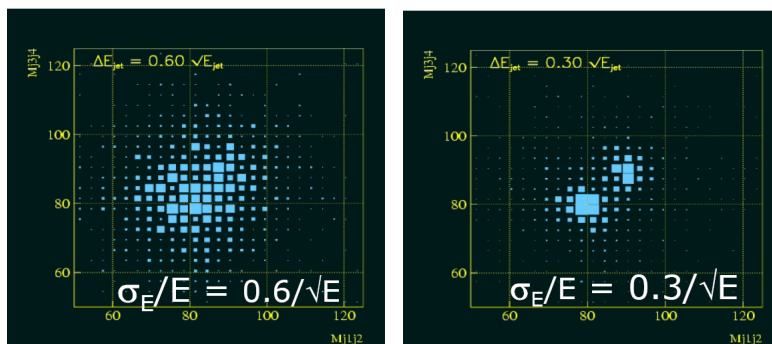 Mj3j4
ΔE_jet = 0.60 √E_jet
120
100
80
60
σ_E/E = 0.6/√E
60 80 100 120
Mj1j2
Mj3j4
ΔE_jet = 0.30 √E_jet
120
100
80
60
σ_E/E = 0.3/√E
60 80 100 120
Mj1j2